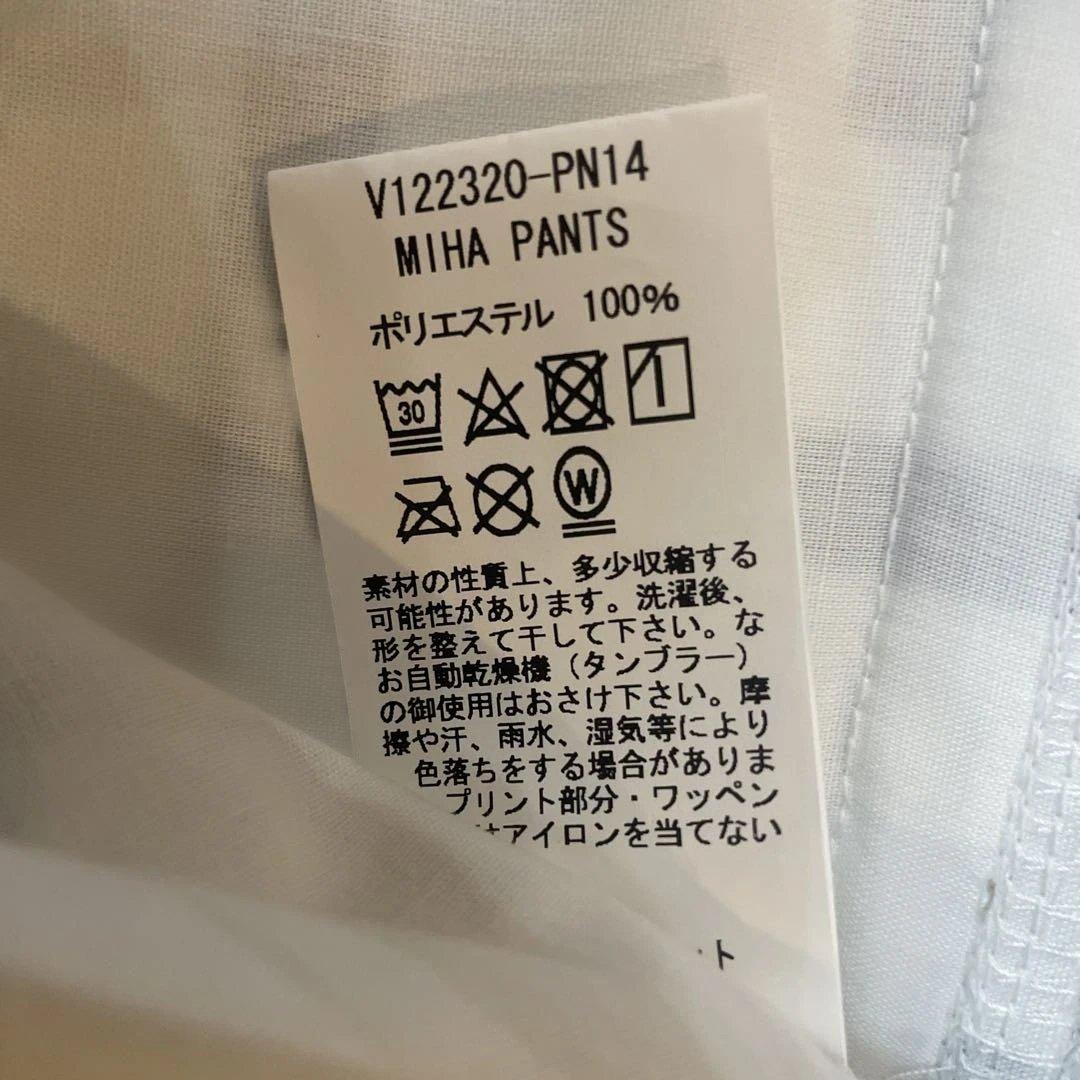 V122320-PN14
MIHA PANTS
ポリエステル 100%
30
W
素材の性質上、多少収縮する
可能性があります。洗濯後、
形を整えて干して下さい。な
お自動乾燥機（タンブラー）
の御使用はおさけ下さい。摩
擦や汗、雨水、湿気等により
色落ちをする場合がありま
プリント部分・ワッペン
はアイロンを当てない
ト